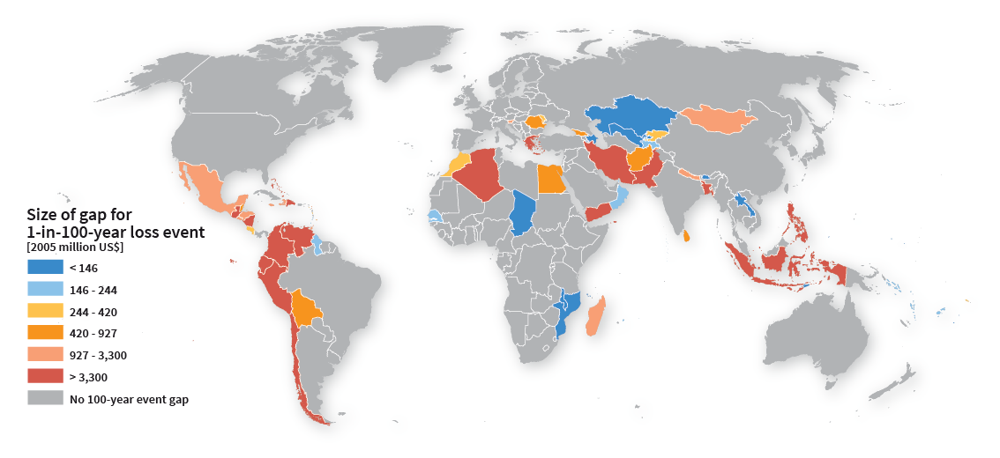 Size of gap for
1-in-100-year loss event
[2005 million US$]
< 146
146 - 244
244 - 420
420 - 927
927 - 3,300
> 3,300
No 100-year event gap